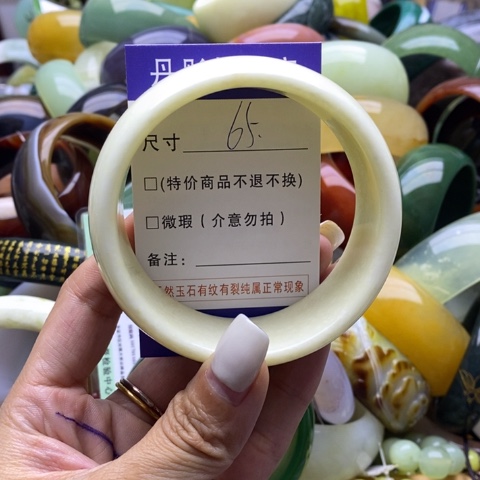 尺寸 65.
□(特价商品不退不换)
□微瑕（介意勿拍）
备注：
然玉石有纹有裂纯属正常现象